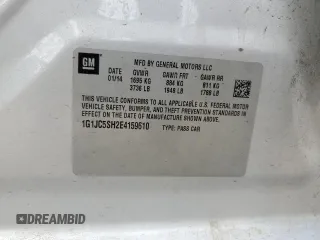 GM
MFD BY GENERAL MOTORS LLC
DATE GVWR GAWR FRT GAWR RR
01/14 1695 KG 884 KG 811 KG
3736 LB 1948 LB 1788 LB
THIS VEHICLE CONFORMS TO ALL APPLICABLE U.S. FEDERAL MOTOR
VEHICLE SAFETY, BUMPER, AND THEFT PREVENTION STANDARDS
IN EFFECT ON THE DATE OF MANUFACTURE SHOWN ABOVE.
1G1JC5SH2E4159610 TYPE: PASS CAR
AUTOBIDMASTER
DREAMBID